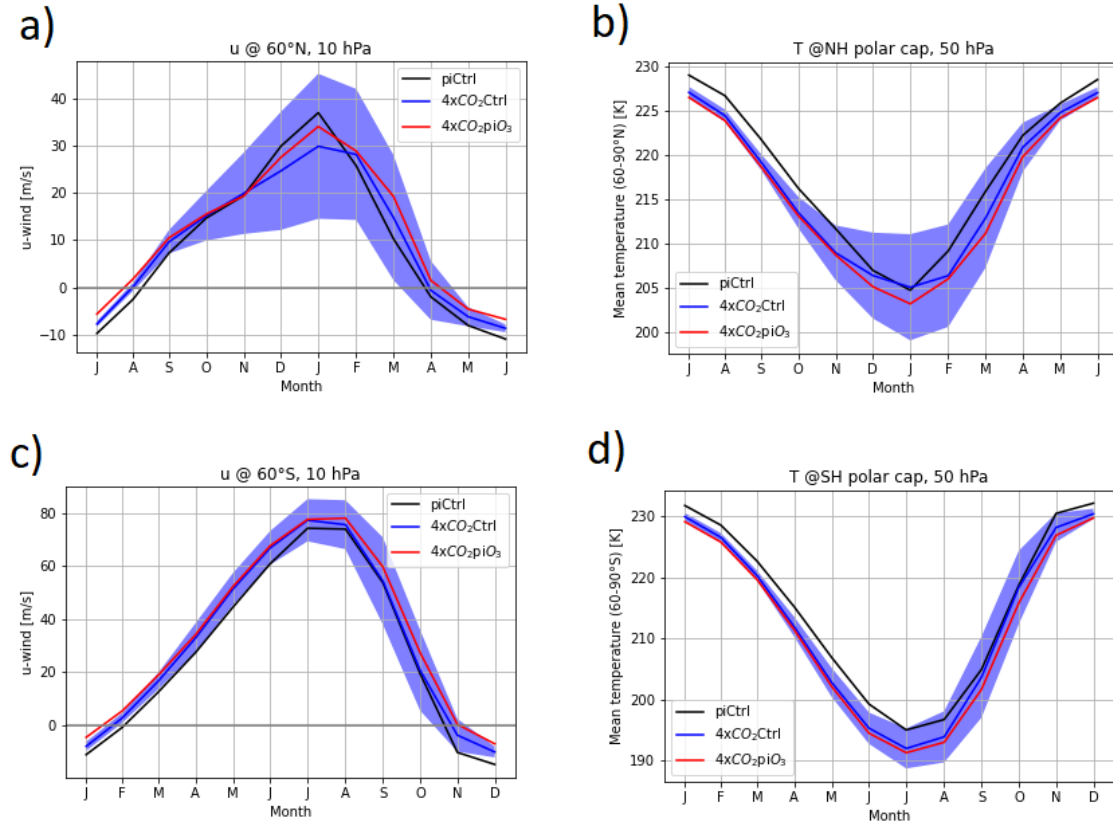 a)
u @ 60°N, 10 hPa
piCtrl
4xCO₂Ctrl
4xCO₂piO₃
u-wind [m/s]
40
30
20
10
0
−10
J A S O N D J F M A M J
Month
b)
T @NH polar cap, 50 hPa
Mean temperature (60-90°N) [K]
230
225
220
215
210
205
200
piCtrl
4xCO₂Ctrl
4xCO₂piO₃
J A S O N D J F M A M J
Month
c)
u @ 60°S, 10 hPa
piCtrl
4xCO₂Ctrl
4xCO₂piO₃
u-wind [m/s]
80
60
40
20
0
J F M A M J J A S O N D
Month
d)
T @SH polar cap, 50 hPa
Mean temperature (60-90°S) [K]
230
220
210
200
190
piCtrl
4xCO₂Ctrl
4xCO₂piO₃
J F M A M J J A S O N D
Month